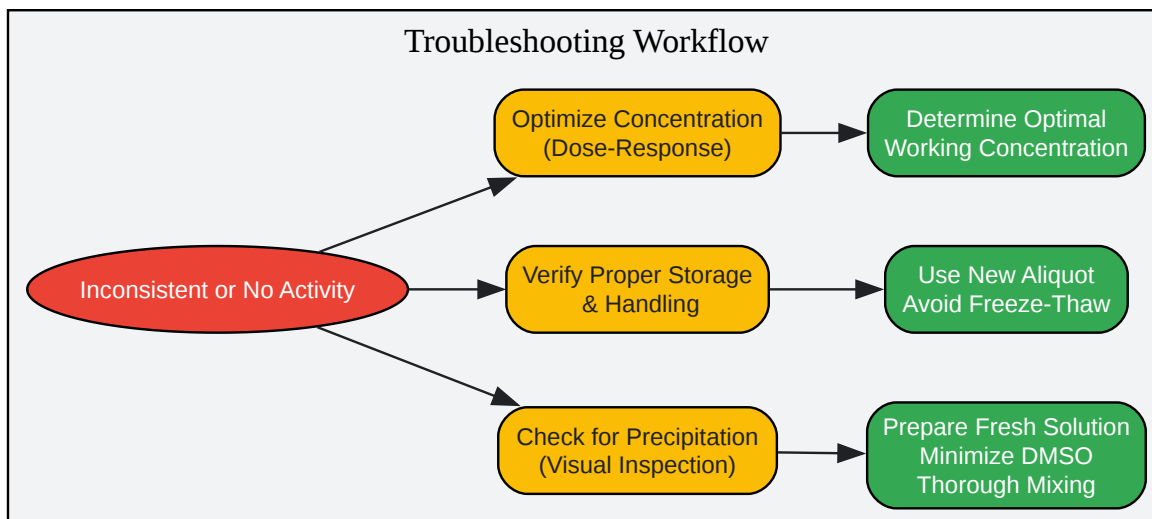 Troubleshooting Workflow
Optimize Concentration
(Dose-Response)
Determine Optimal
Working Concentration
Inconsistent or No Activity
Verify Proper Storage
& Handling
Use New Aliquot
Avoid Freeze-Thaw
Check for Precipitation
(Visual Inspection)
Prepare Fresh Solution
Minimize DMSO
Thorough Mixing